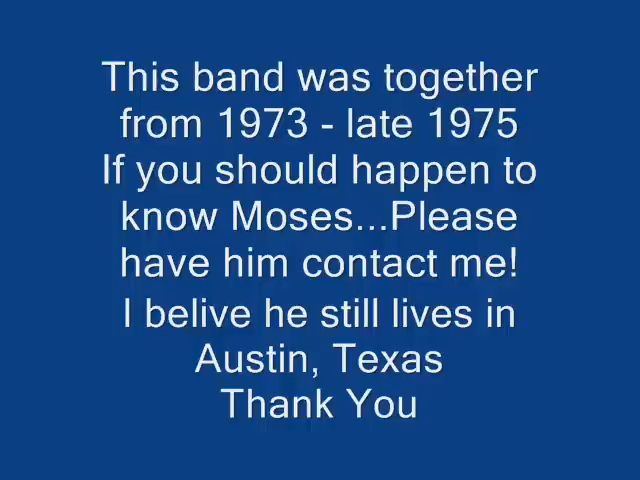 This band was together
from 1973 - late 1975
If you should happen to
know Moses...Please
have him contact me!
I belive he still lives in
Austin, Texas
Thank You